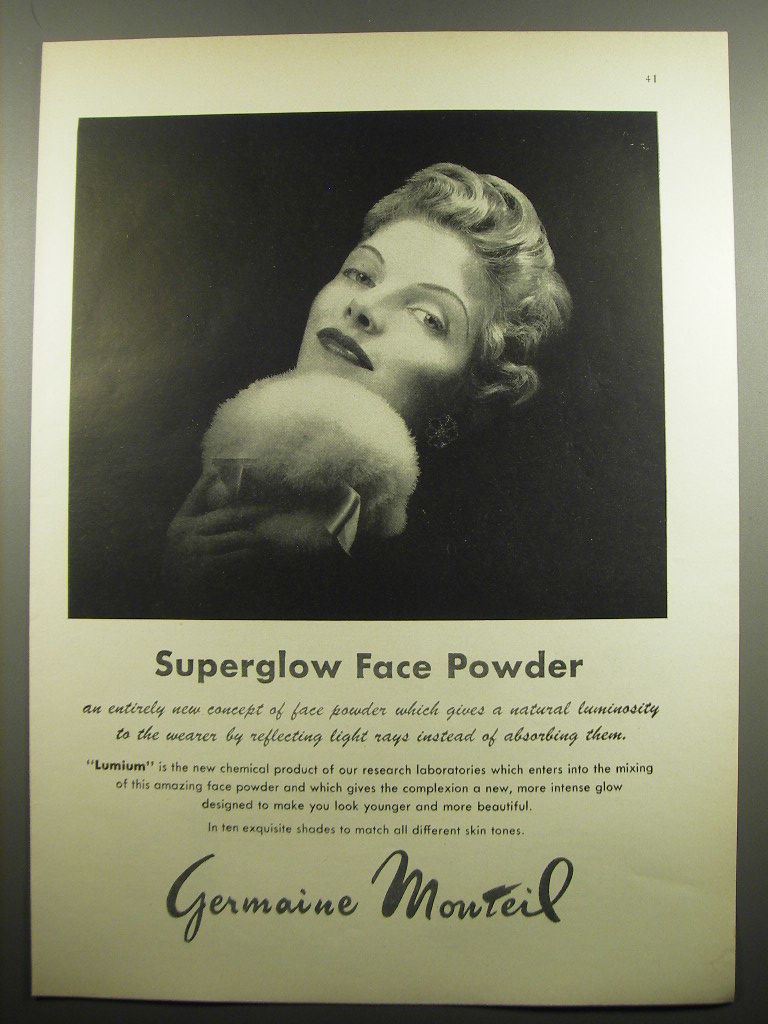 41
Superglow Face Powder
an entirely new concept of face powder which gives a natural luminosity
to the wearer by reflecting light rays instead of absorbing them.
"Lumium" is the new chemical product of our research laboratories which enters into the mixing
of this amazing face powder and which gives the complexion a new, more intense glow
designed to make you look younger and more beautiful.
In ten exquisite shades to match all different skin tones.
Germaine Monteil